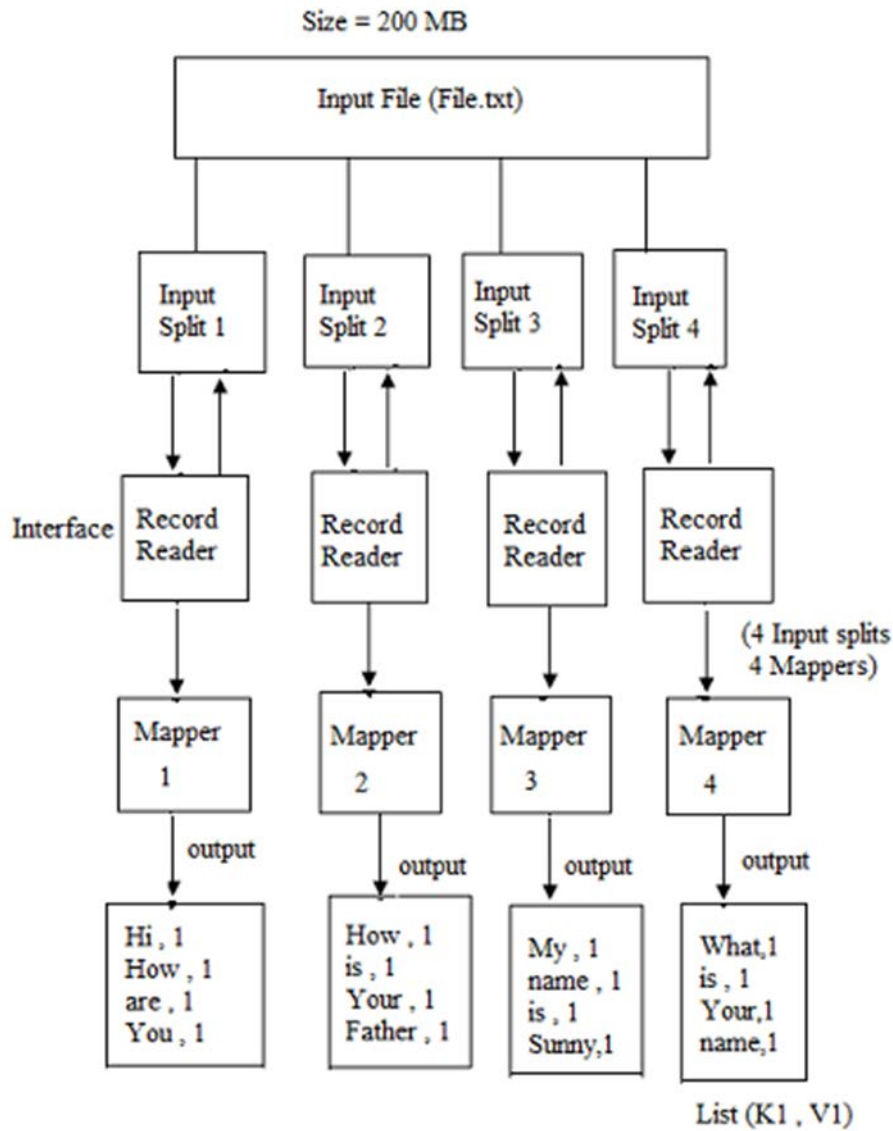 Size = 200 MB
Input File (File.txt)
Input
Split 1
Input
Split 2
Input
Split 3
Input
Split 4
Interface
Record
Reader
Record
Reader
Record
Reader
Record
Reader
(4 Input splits
4 Mappers)
Mapper
1
Mapper
2
Mapper
3
Mapper
4
output
output
output
output
Hi , 1
How , 1
are , 1
You , 1
How , 1
is , 1
Your , 1
Father , 1
My , 1
name , 1
is , 1
Sunny,1
What,1
is , 1
Your,1
name,1
List (K1 , V1)